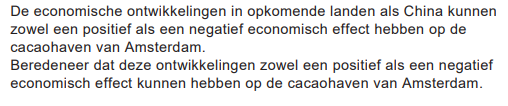 De economische ontwikkelingen in opkomende landen als China kunnen
zowel een positief als een negatief economisch effect hebben op de
cacaohaven van Amsterdam.
Beredeneer dat deze ontwikkelingen zowel een positief als een negatief
economisch effect kunnen hebben op de cacaohaven van Amsterdam.